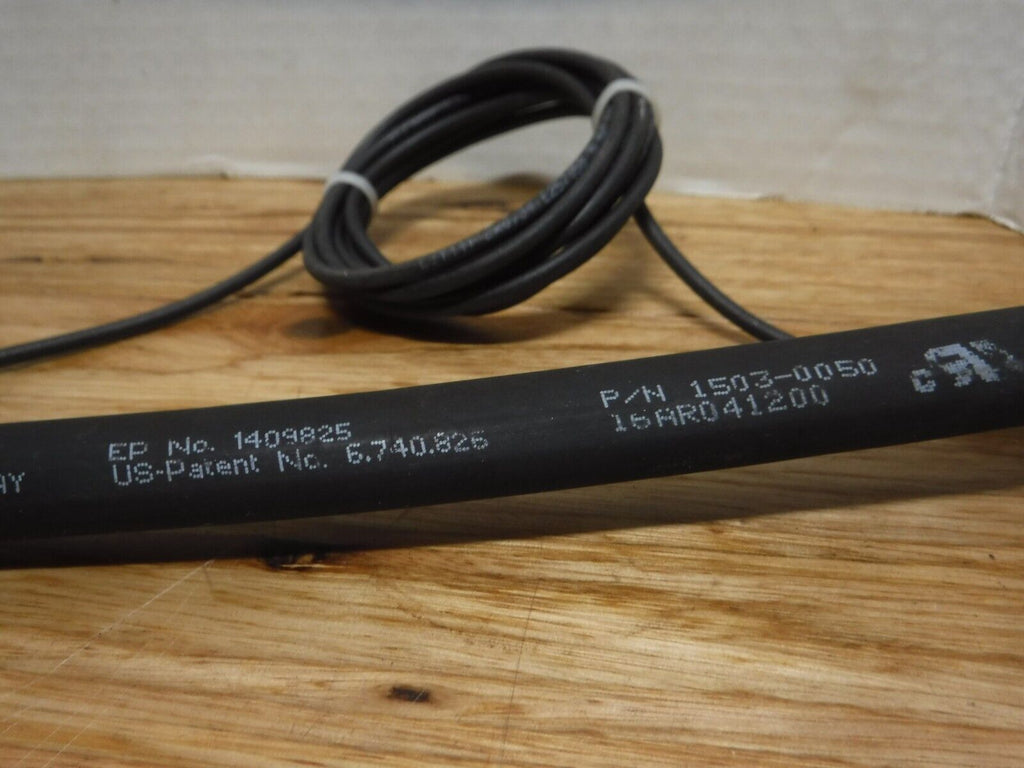 EP No. 1409825
US-Patent No. 6.740.826
P/N 1503-0050
16AR041200